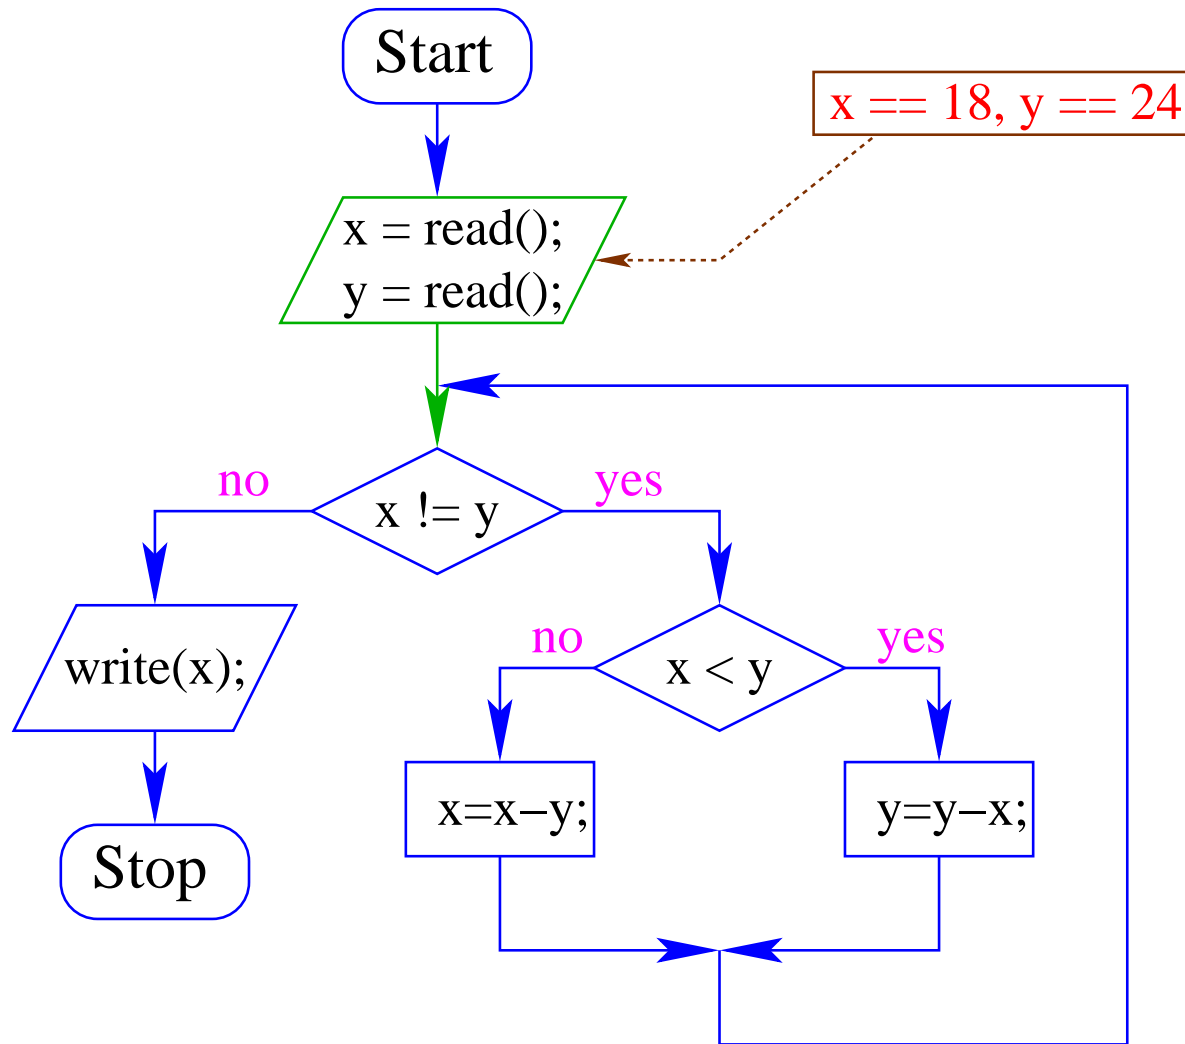 Start
x == 18, y == 24
x = read();
y = read();
no
yes
x != y
no
yes
write(x);
x < y
x=x−y;
y=y−x;
Stop